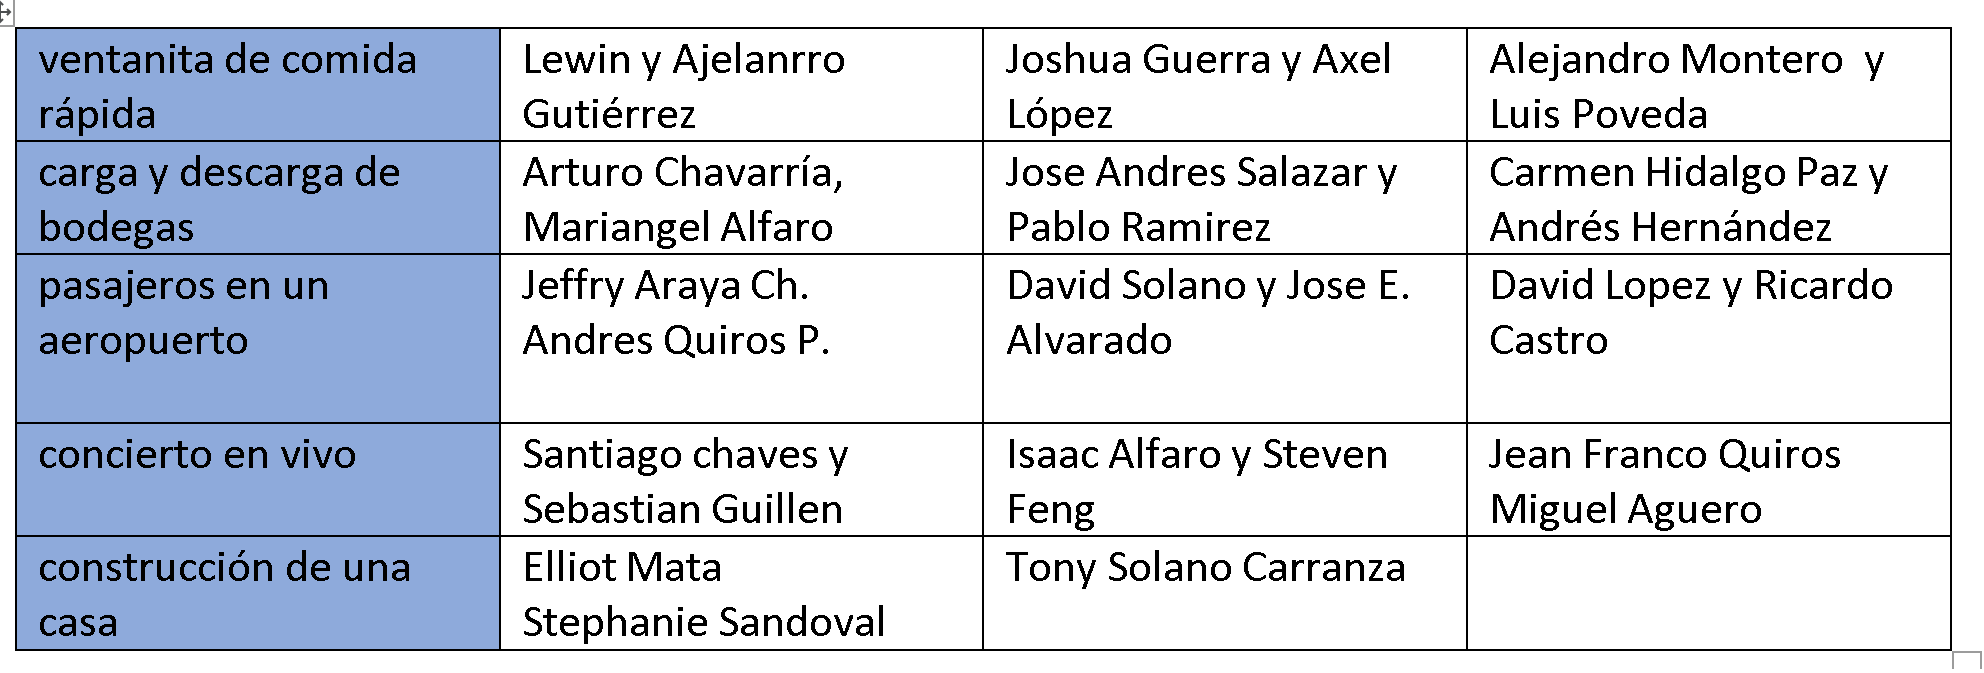 ventanita de comida
rápida
Lewin y Ajelanrro
Gutiérrez
Joshua Guerra y Axel
López
Alejandro Montero  y
Luis Poveda
carga y descarga de
bodegas
Arturo Chavarría,
Mariangel Alfaro
Jose Andres Salazar y
Pablo Ramirez
Carmen Hidalgo Paz y
Andrés Hernández
pasajeros en un
aeropuerto
Jeffry Araya Ch.
Andres Quiros P.
David Solano y Jose E.
Alvarado
David Lopez y Ricardo
Castro
concierto en vivo
Santiago chaves y
Sebastian Guillen
Isaac Alfaro y Steven
Feng
Jean Franco Quiros
Miguel Aguero
construcción de una
casa
Elliot Mata
Stephanie Sandoval
Tony Solano Carranza